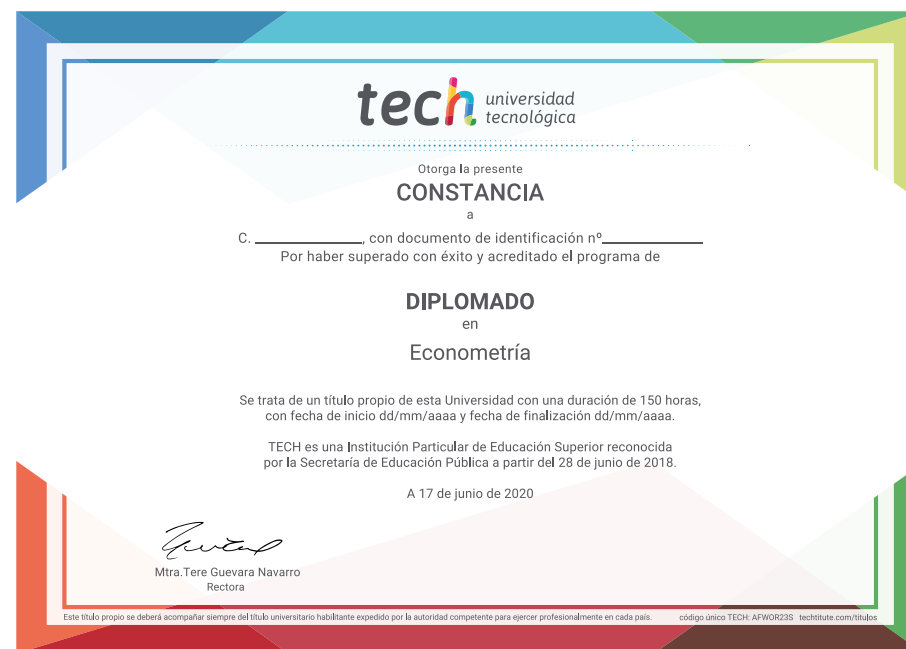 tech universidad
tecnológica
Otorga la presente
CONSTANCIA
a
C. ____________, con documento de identificación nº____________
Por haber superado con éxito y acreditado el programa de
DIPLOMADO
en
Econometría
Se trata de un título propio de esta Universidad con una duración de 150 horas,
con fecha de inicio dd/mm/aaaa y fecha de finalización dd/mm/aaaa.
TECH es una Institución Particular de Educación Superior reconocida
por la Secretaría de Educación Pública a partir del 28 de junio de 2018.
A 17 de junio de 2020
Mtra.Tere Guevara Navarro
Rectora
Este título propio se deberá acompañar siempre del título universitario habilitante expedido por la autoridad competente para ejercer profesionalmente en cada país. código único TECH: AFWOR23S techtitute.com/titulos